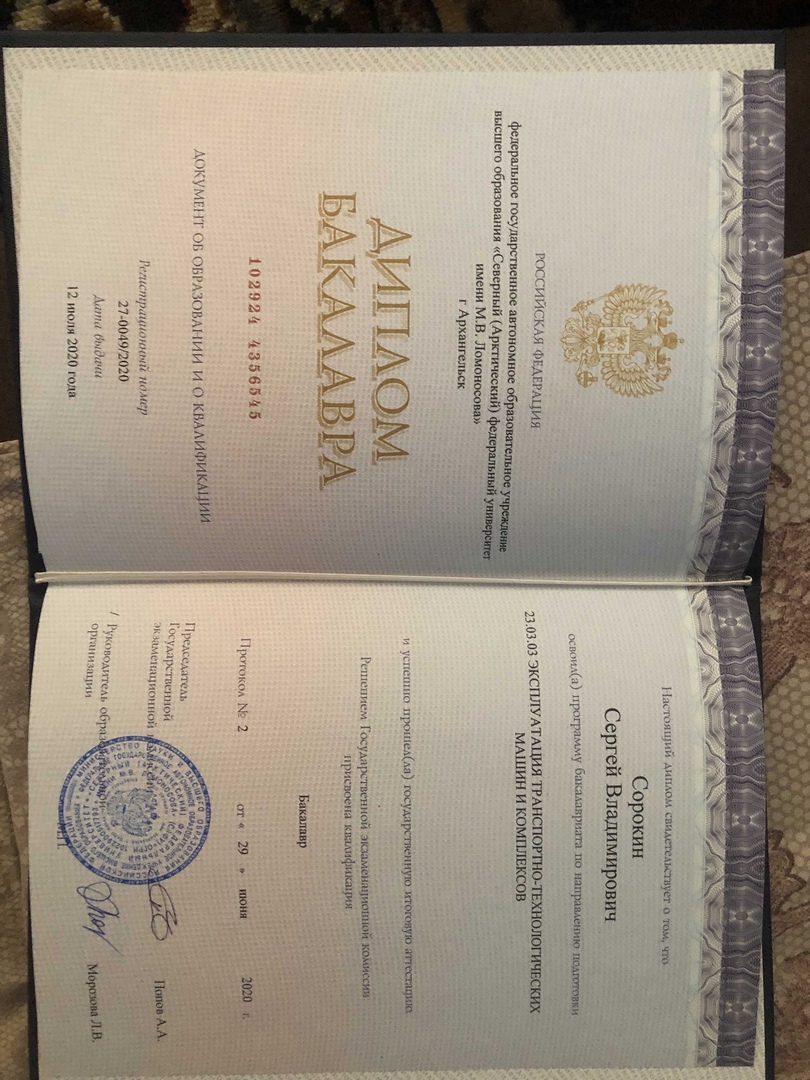 РОССИЙСКАЯ ФЕДЕРАЦИЯ
федеральное государственное автономное образовательное учреждение
высшего образования «Северный (Арктический) федеральный университет
имени М.В. Ломоносова»
г Архангельск
ДИПЛОМ
БАКАЛАВРА
102924 4356545
ДОКУМЕНТ ОБ ОБРАЗОВАНИИ И О КВАЛИФИКАЦИИ
Регистрационный номер
27-0049/2020
Дата выдачи
12 июля 2020 года
Настоящий диплом свидетельствует о том, что
Сорокин
Сергей Владимирович
освоил(а) программу бакалавриата по направлению подготовки
23.03.03 ЭКСПЛУАТАЦИЯ ТРАНСПОРТНО-ТЕХНОЛОГИЧЕСКИХ
МАШИН И КОМПЛЕКСОВ
и успешно прошел(ла) государственную итоговую аттестацию
Решением Государственной экзаменационной комиссии
присвоена квалификация
Бакалавр
Протокол № 2 от « 29 » июня 2020 г.
Председатель
Государственной
экзаменационной Попов А.А.
/ Руководитель
организации Морозова Л.В.
М.П.